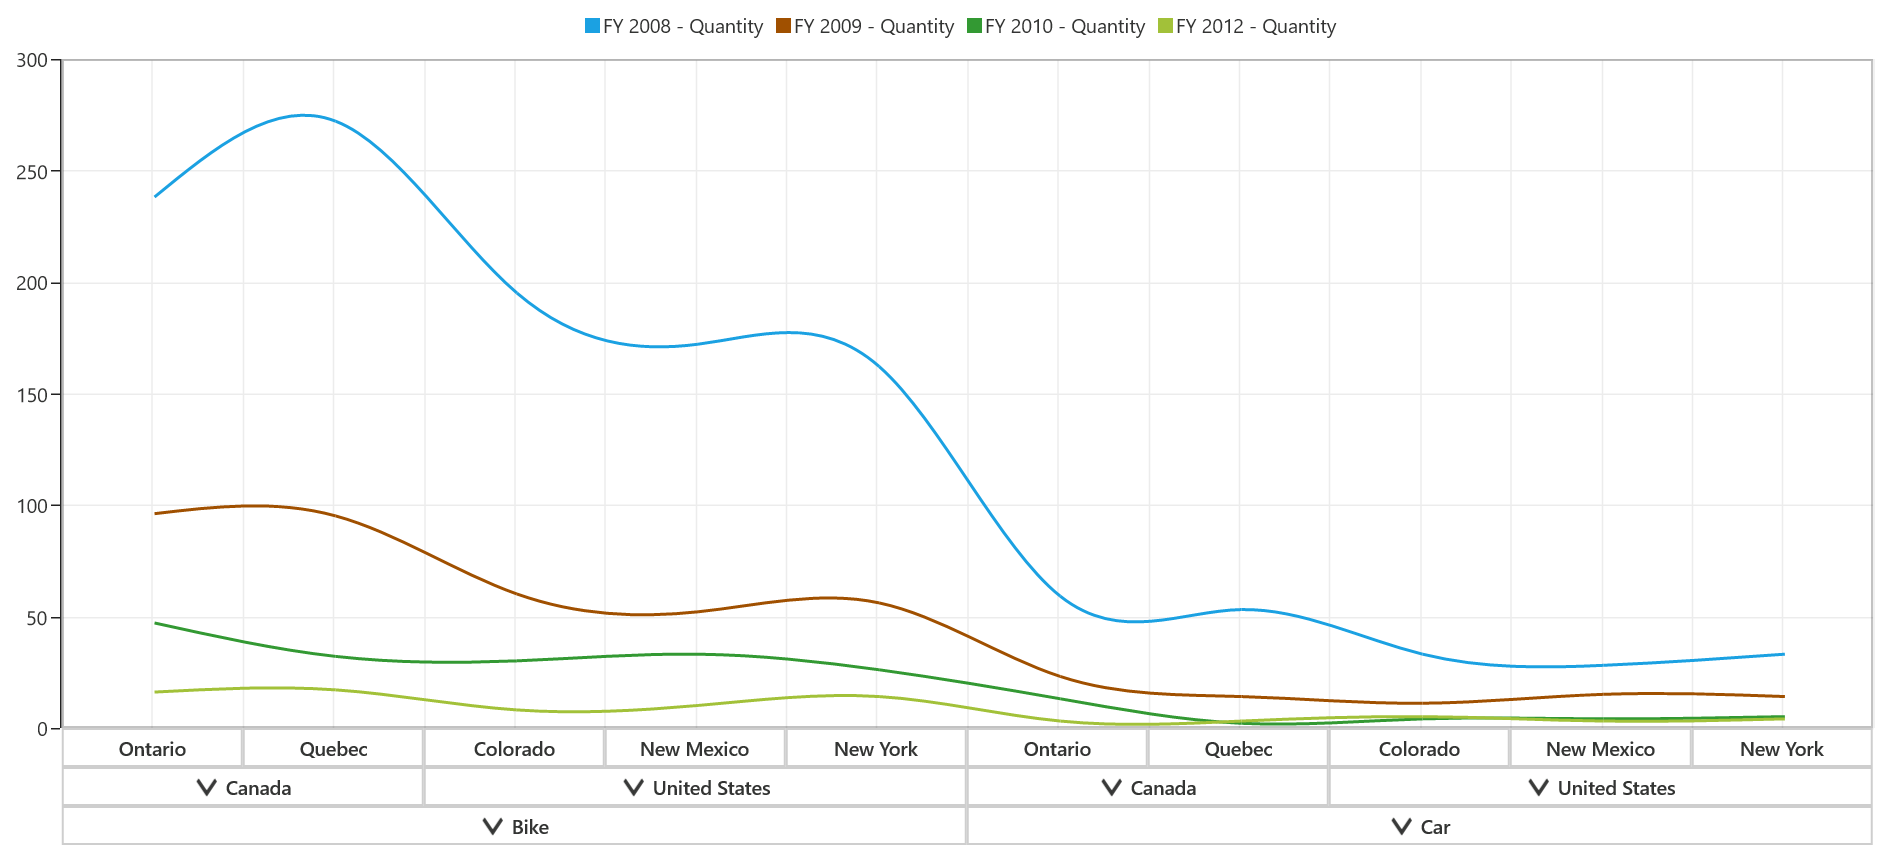 FY 2008 - Quantity FY 2009 - Quantity FY 2010 - Quantity FY 2012 - Quantity
300
250
200
150
100
50
0
Ontario Quebec Colorado New Mexico New York Ontario Quebec Colorado New Mexico New York
Canada United States Canada United States
Bike Car